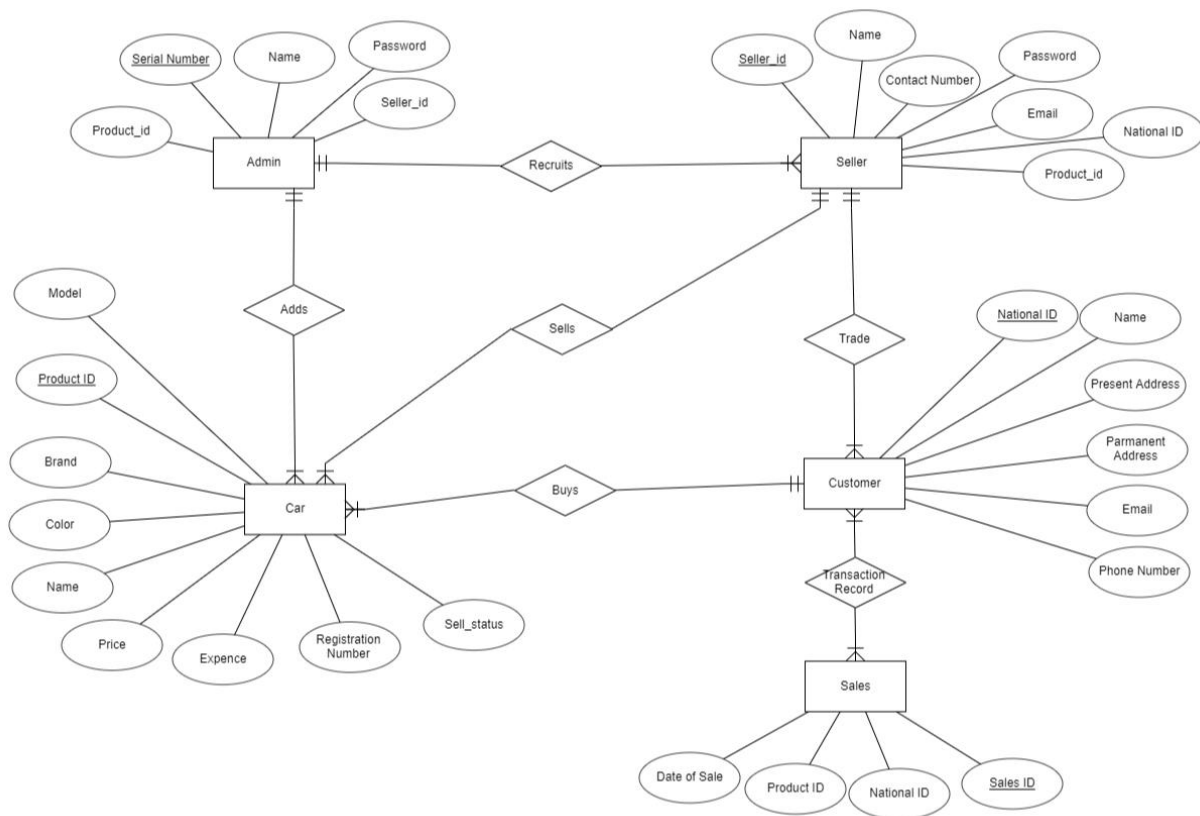 Serial Number
Name
Password
Seller_id
Product_id
Admin
Recruits
Seller_id
Name
Contact Number
Password
Email
National ID
Product_id
Seller
Model
Adds
Sells
Trade
National ID
Name
Product ID
Present Address
Brand
Parmanent
Address
Buys
Customer
Car
Email
Color
Phone Number
Name
Transaction
Record
Price
Expence
Registration
Number
Sell_status
Sales
Date of Sale
Product ID
National ID
Sales ID